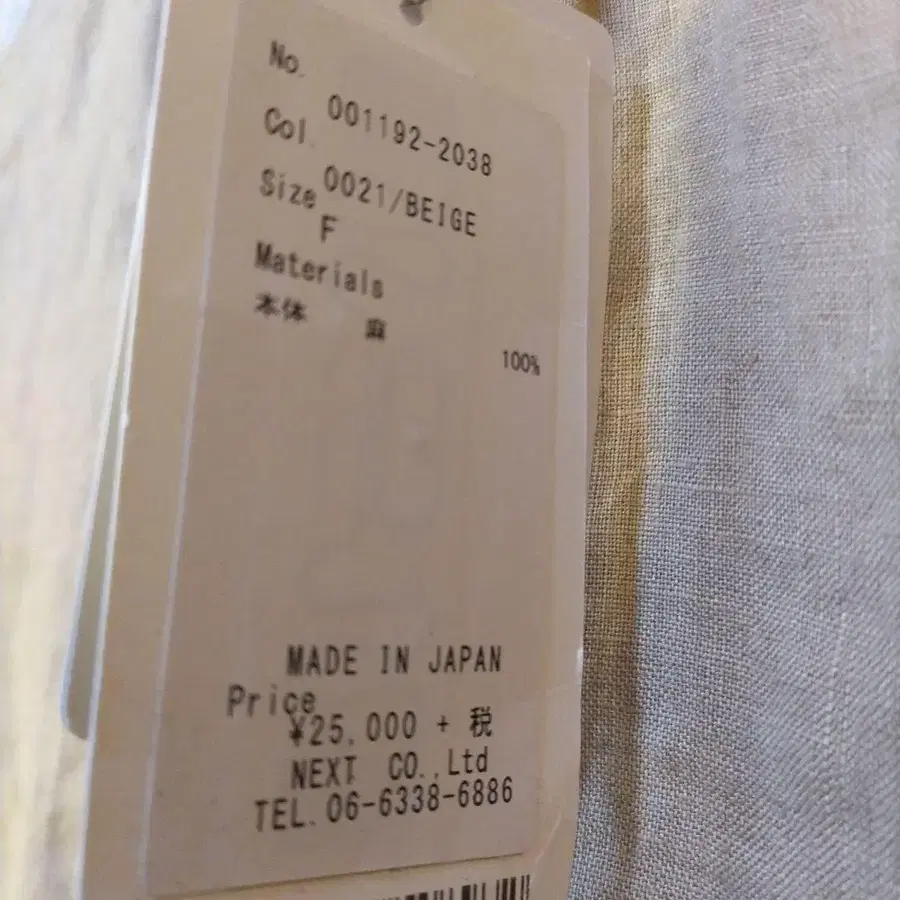 No.
001192-2038
Col.
0021/BEIGE
Size
F
Materials
本体 麻
100%
MADE IN JAPAN
Price
¥25,000 + 税
NEXT CO.,Ltd
TEL. 06-6338-6886